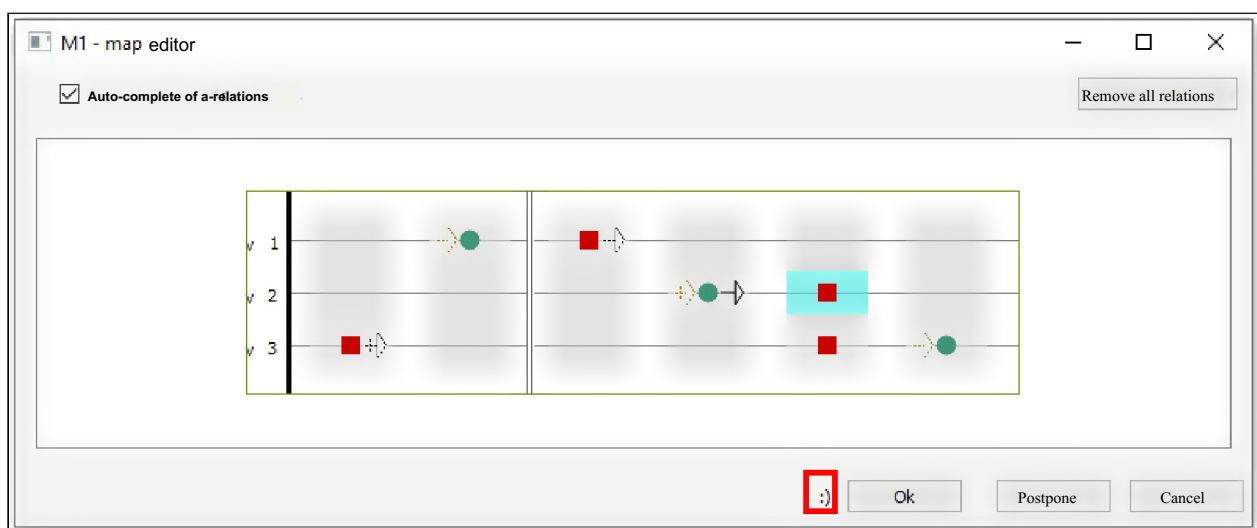 M1 - map editor
Auto-complete of a-relations
Remove all relations
v 1
v 2
v 3
:)
Ok
Postpone
Cancel